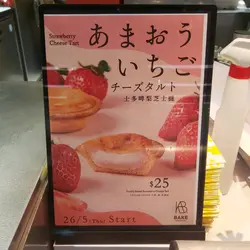 Strawberry
Cheese Tart
あまおう
いちご
チーズタルト
士多啤梨芝士撻
$25
BAKE
26/5 (Thu) Start